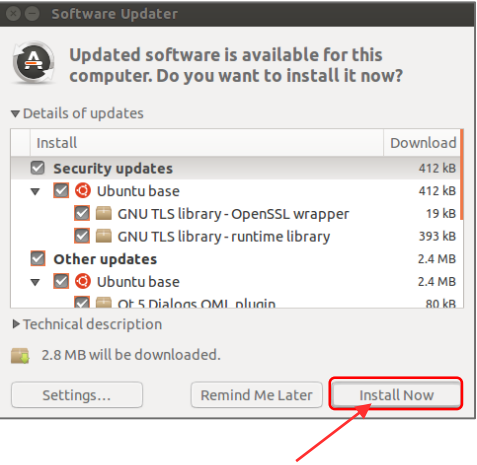 Software Updater
Updated software is available for this
computer. Do you want to install it now?
Details of updates
Install Download
Security updates 412 kB
Ubuntu base 412 kB
GNU TLS library - OpenSSL wrapper 19 kB
GNU TLS library - runtime library 393 kB
Other updates 2.4 MB
Ubuntu base 2.4 MB
Qt 5 Dialogs QML plugin 80 kB
Technical description
2.8 MB will be downloaded.
Settings... Remind Me Later Install Now